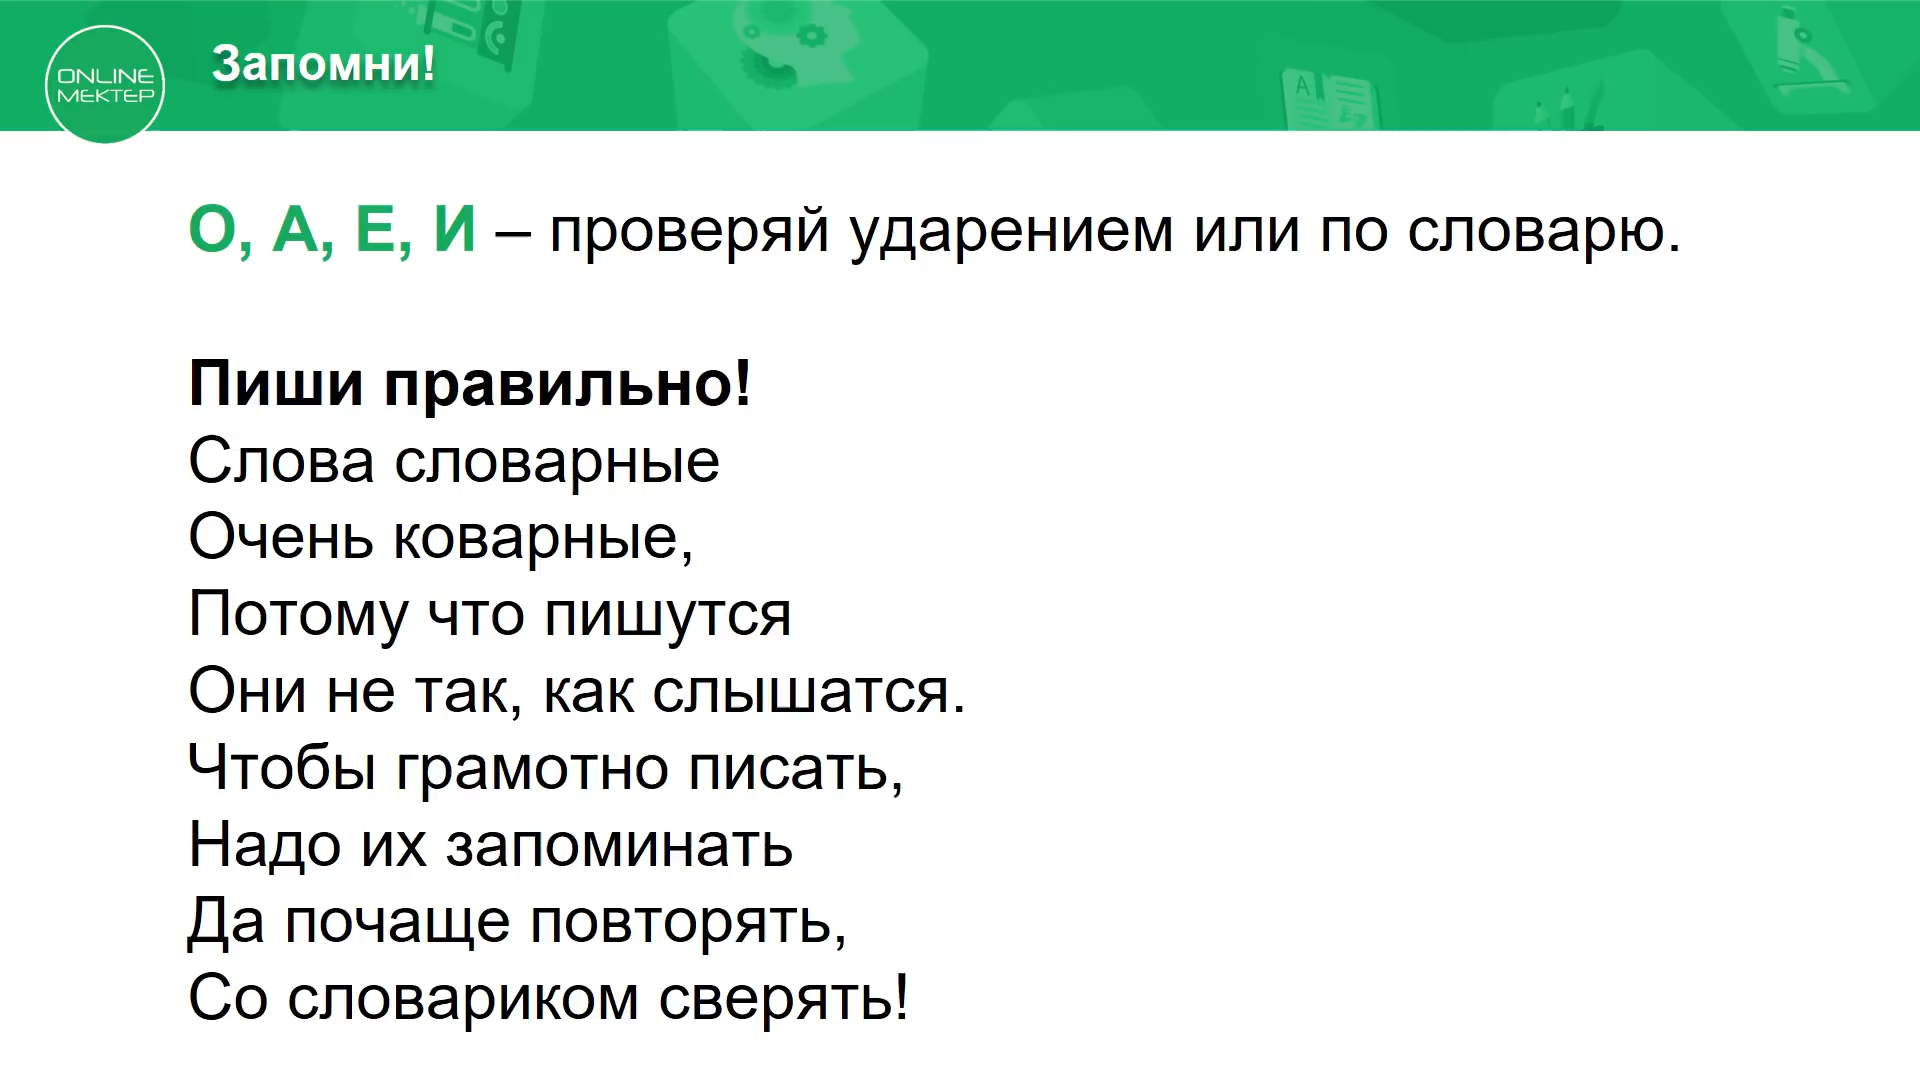 ONLINE
MEKTEP
Запомни!
О, А, Е, И – проверяй ударением или по словарю.
Пиши правильно!
Слова словарные
Очень коварные,
Потому что пишутся
Они не так, как слышатся.
Чтобы грамотно писать,
Надо их запоминать
Да почаще повторять,
Со словариком сверять!